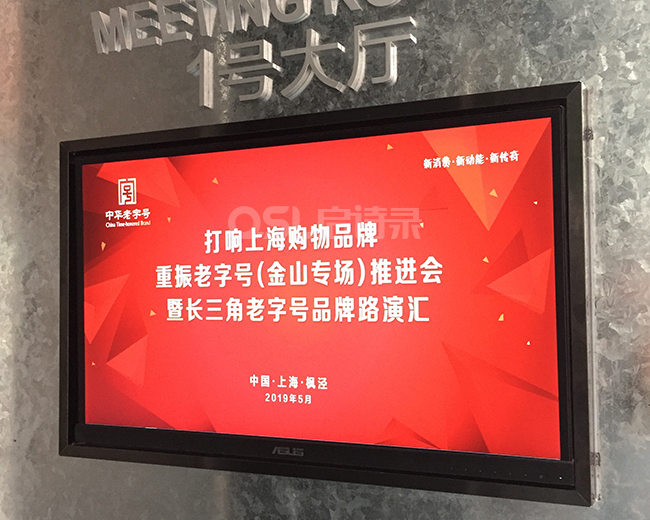 MEETING RO
1号大厅
中华老字号
China Time-honored Brand
新消费·新动能·新传奇
QSL启诗录
打响上海购物品牌
重振老字号(金山专场)推进会
暨长三角老字号品牌路演汇
中国·上海·枫泾
2019年5月
ASUS